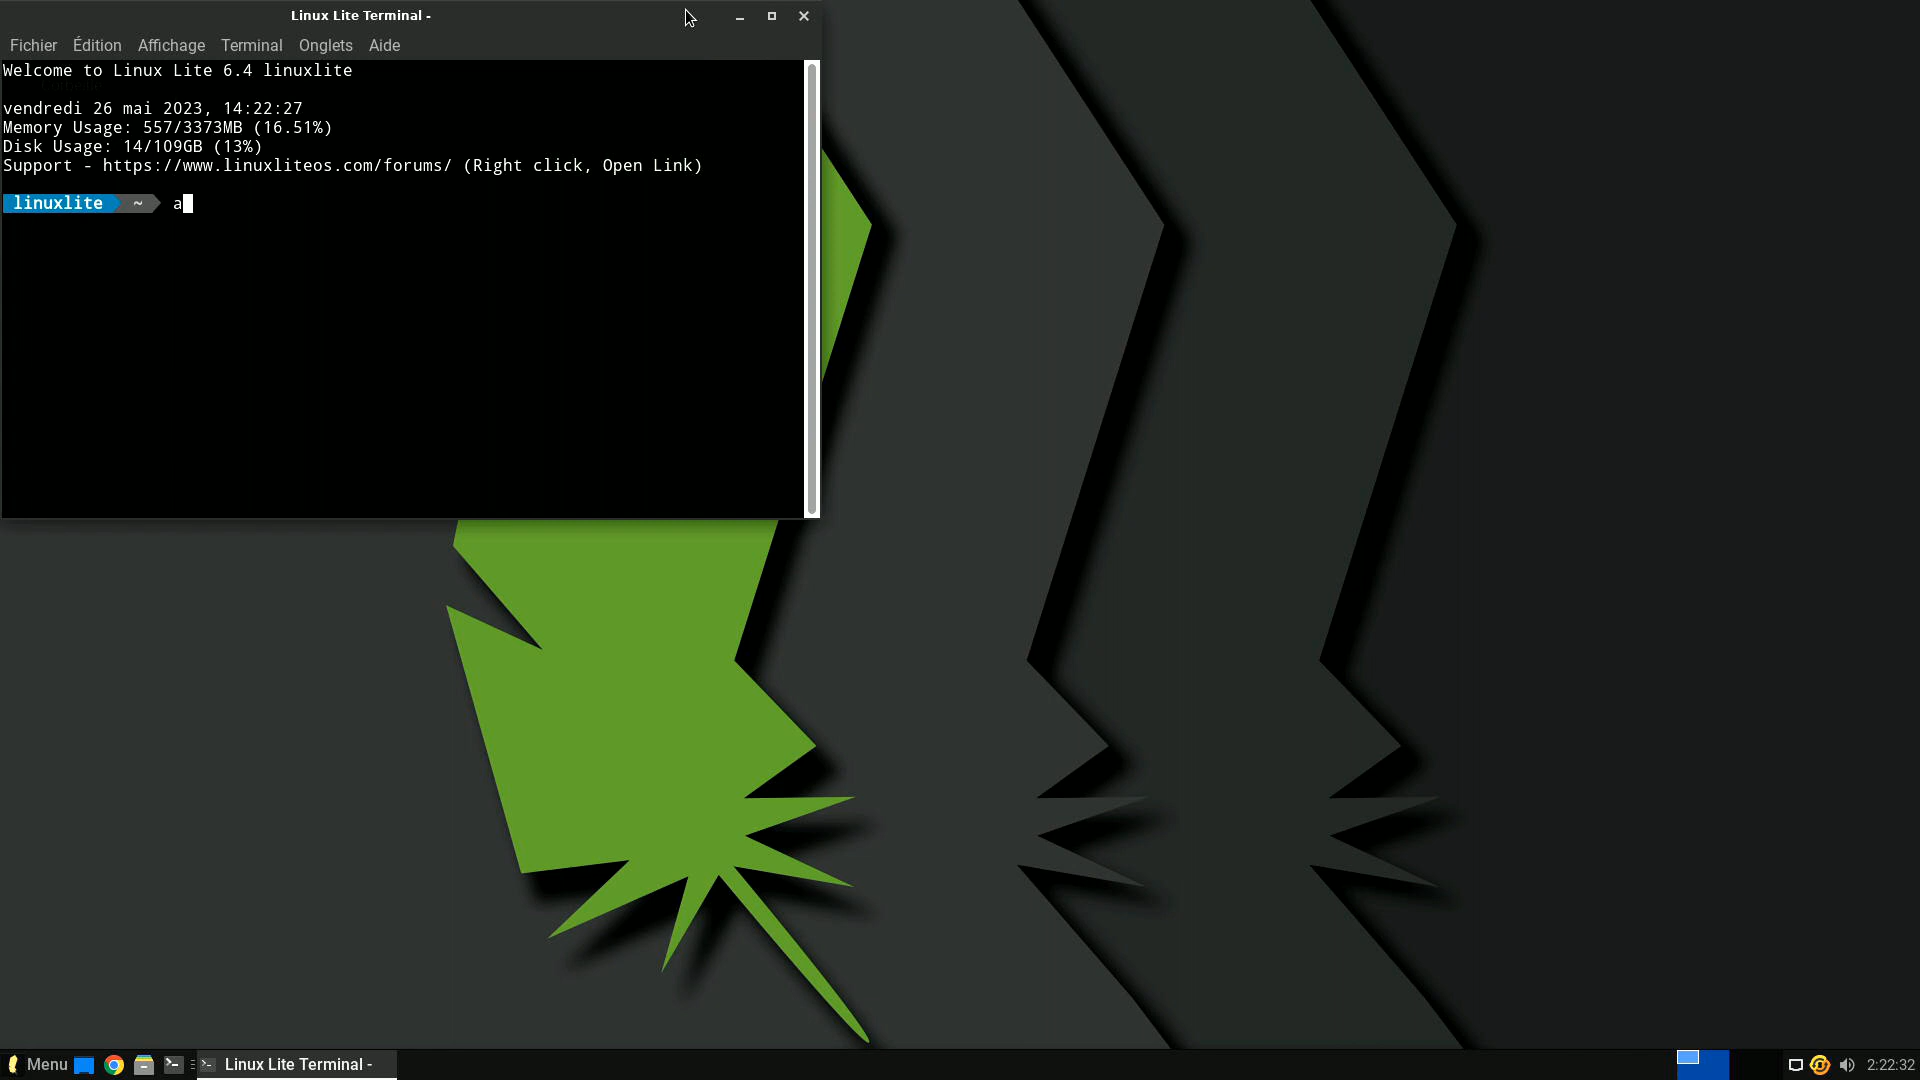 Linux Lite Terminal -
Fichier Édition Affichage Terminal Onglets Aide
Welcome to Linux Lite 6.4 linuxlite
vendredi 26 mai 2023, 14:22:27
Memory Usage: 557/3373MB (16.51%)
Disk Usage: 14/109GB (13%)
Support - https://www.linuxliteos.com/forums/ (Right click, Open Link)
linuxlite ~ a
Menu Linux Lite Terminal - 2:22:32